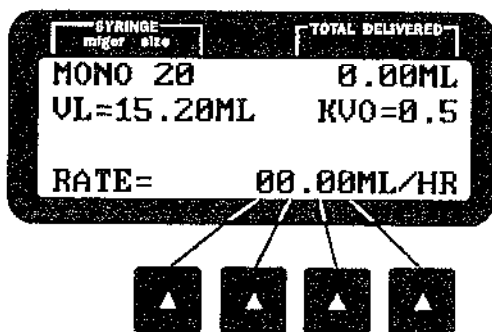 SYRINGE TOTAL DELIVERED
mfger size
MONO 20 0.00ML
VL=15.20ML KVO=0.5
RATE= 00.00ML/HR